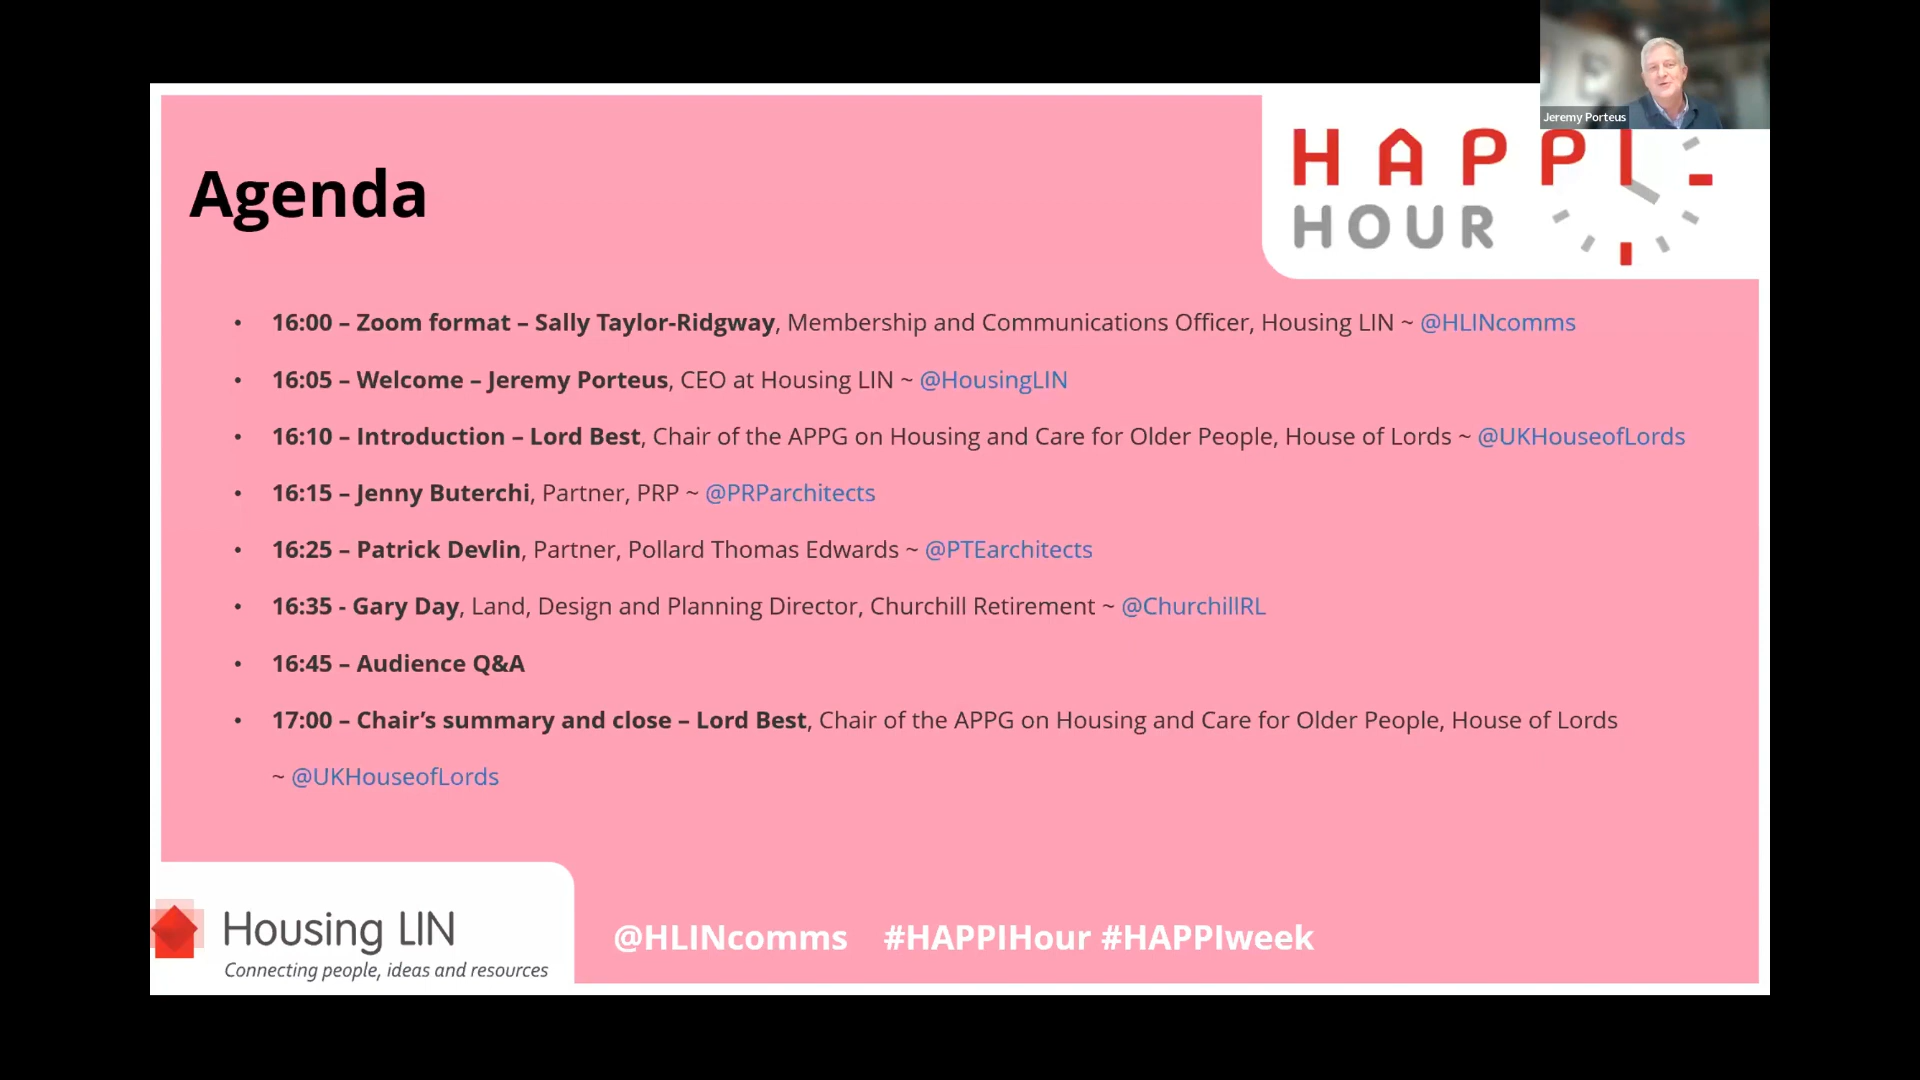 Jeremy Porteus
HAPPI
HOUR
Agenda
• 16:00 – Zoom format – Sally Taylor-Ridgway, Membership and Communications Officer, Housing LIN ~ @HLINcomms
• 16:05 – Welcome – Jeremy Porteus, CEO at Housing LIN ~ @HousingLIN
• 16:10 – Introduction – Lord Best, Chair of the APPG on Housing and Care for Older People, House of Lords ~ @UKHouseofLords
• 16:15 – Jenny Buterchi, Partner, PRP ~ @PRParchitects
• 16:25 – Patrick Devlin, Partner, Pollard Thomas Edwards ~ @PTEarchitects
• 16:35 - Gary Day, Land, Design and Planning Director, Churchill Retirement ~ @ChurchillRL
• 16:45 – Audience Q&A
• 17:00 – Chair’s summary and close – Lord Best, Chair of the APPG on Housing and Care for Older People, House of Lords
~ @UKHouseofLords
Housing LIN
Connecting people, ideas and resources
@HLINcomms #HAPPIHour #HAPPIweek